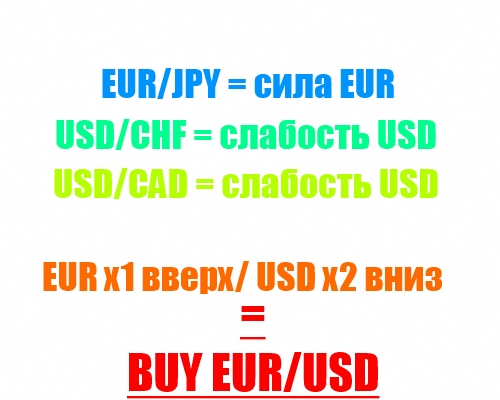 EUR/JPY = сила EUR
USD/CHF = слабость USD
USD/CAD = слабость USD
EUR x1 вверх/ USD x2 вниз
=
BUY EUR/USD